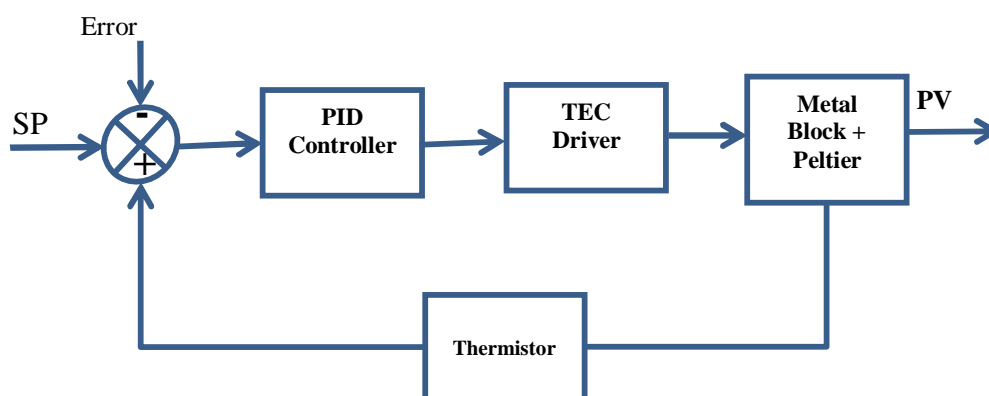 Error
SP
-
+
PID
Controller
TEC
Driver
Metal
Block +
Peltier
PV
Thermistor